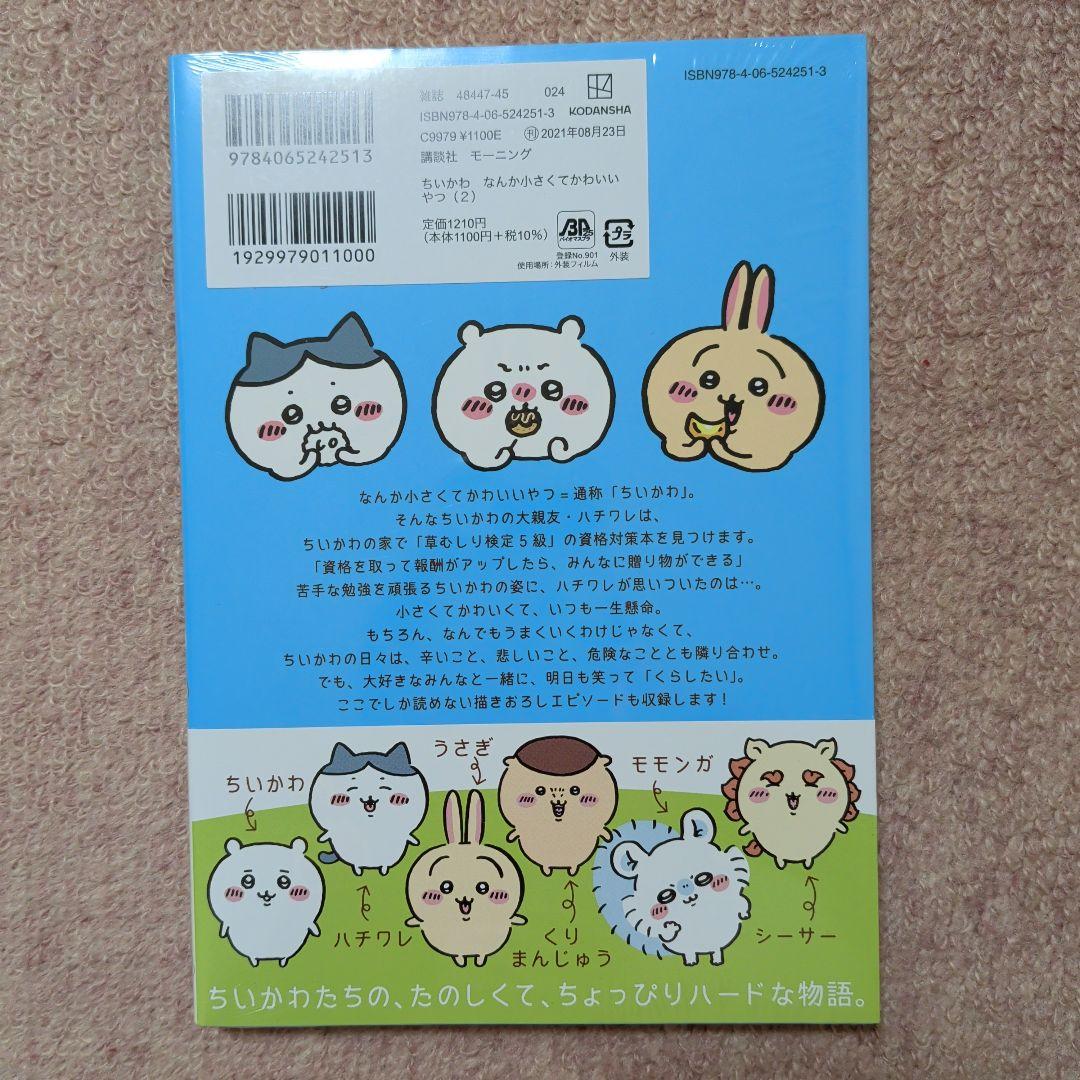 ISBN978-4-06-524251-3
雑誌 48447-45 024
ISBN978-4-06-524251-3
KODANSHA
C9979 ¥1100E ㊗2021年08月23日
9784065242513
講談社 モーニング
ちいかわ なんか小さくてかわいい
やつ(2)
定価1210円
(本体1100円+税10%)
1929979011000
バイオマスプラ
25
登録No.901
使用場所:外装フィルム
プラ
外装
なんか小さくてかわいいやつ=通称「ちいかわ」。
そんなちいかわの大親友・ハチワレは、
ちいかわの家で「草むしり検定5級」の資格対策本を見つけます。
「資格を取って報酬がアップしたら、みんなに贈り物ができる」
苦手な勉強を頑張るちいかわの姿に、ハチワレが思いついたのは…。
小さくてかわいくて、いつも一生懸命。
もちろん、なんでもうまくいくわけじゃなくて、
ちいかわの日々は、辛いこと、悲しいこと、危険なこととも隣り合わせ。
でも、大好きなみんなと一緒に、明日も笑って「くらしたい」。
ここでしか読めない描きおろしエピソードも収録します!
うさぎ
ちいかわ
モモンガ
ハチワレ
くり
まんじゅう
シーサー
ちいかわたちの、たのしくて、ちょっぴりハードな物語。